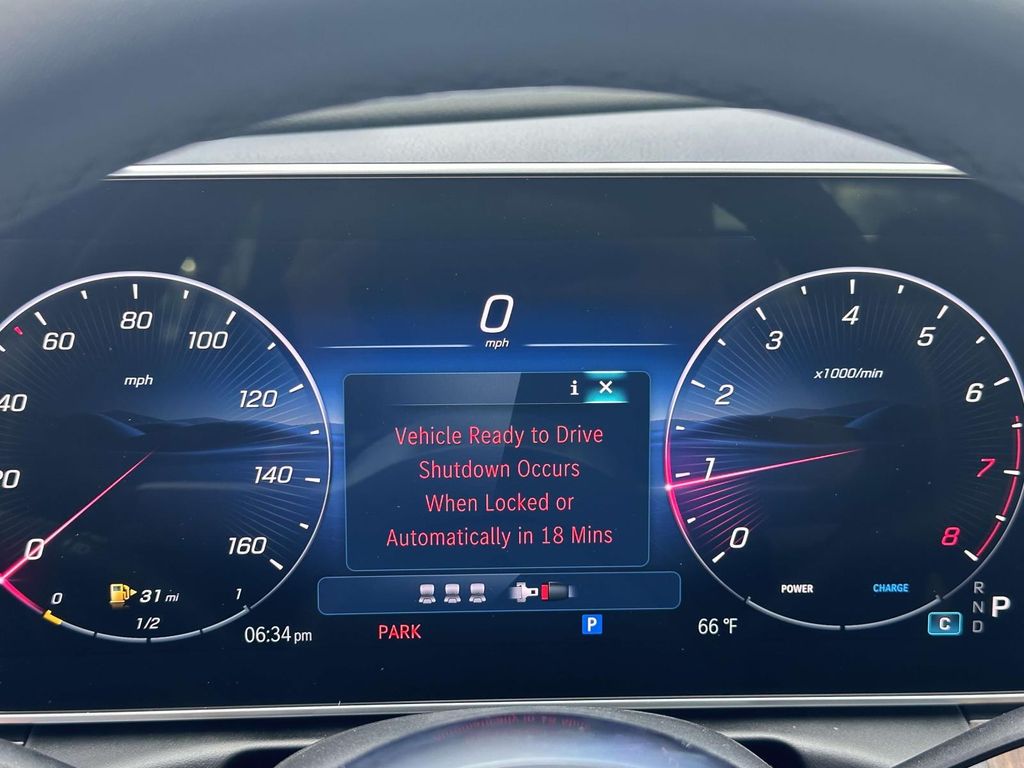 0
mph
i ×
Vehicle Ready to Drive
Shutdown Occurs
When Locked or
Automatically in 18 Mins
60
80
100
120
140
160
mph
40
0
0
31 mi
1/2
1
06:34 pm
PARK
P
66 °F
x1000/min
0
1
2
3
4
5
6
7
8
POWER
CHARGE
C
R
N
D
P